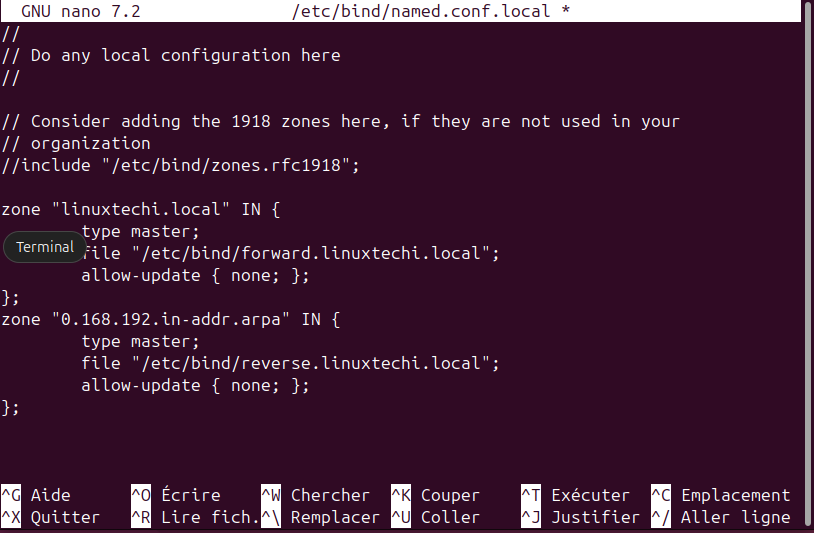 GNU nano 7.2 /etc/bind/named.conf.local *
//
// Do any local configuration here
//
// Consider adding the 1918 zones here, if they are not used in your
// organization
//include "/etc/bind/zones.rfc1918";
zone "linuxtechi.local" IN {
type master;
Terminal
file "/etc/bind/forward.linuxtechi.local";
allow-update { none; };
};
zone "0.168.192.in-addr.arpa" IN {
type master;
file "/etc/bind/reverse.linuxtechi.local";
allow-update { none; };
};
^G Aide ^O Écrire ^W Chercher ^K Couper ^T Exécuter ^C Emplacement
^X Quitter ^R Lire fich. ^\ Remplacer ^U Coller ^J Justifier ^/ Aller ligne